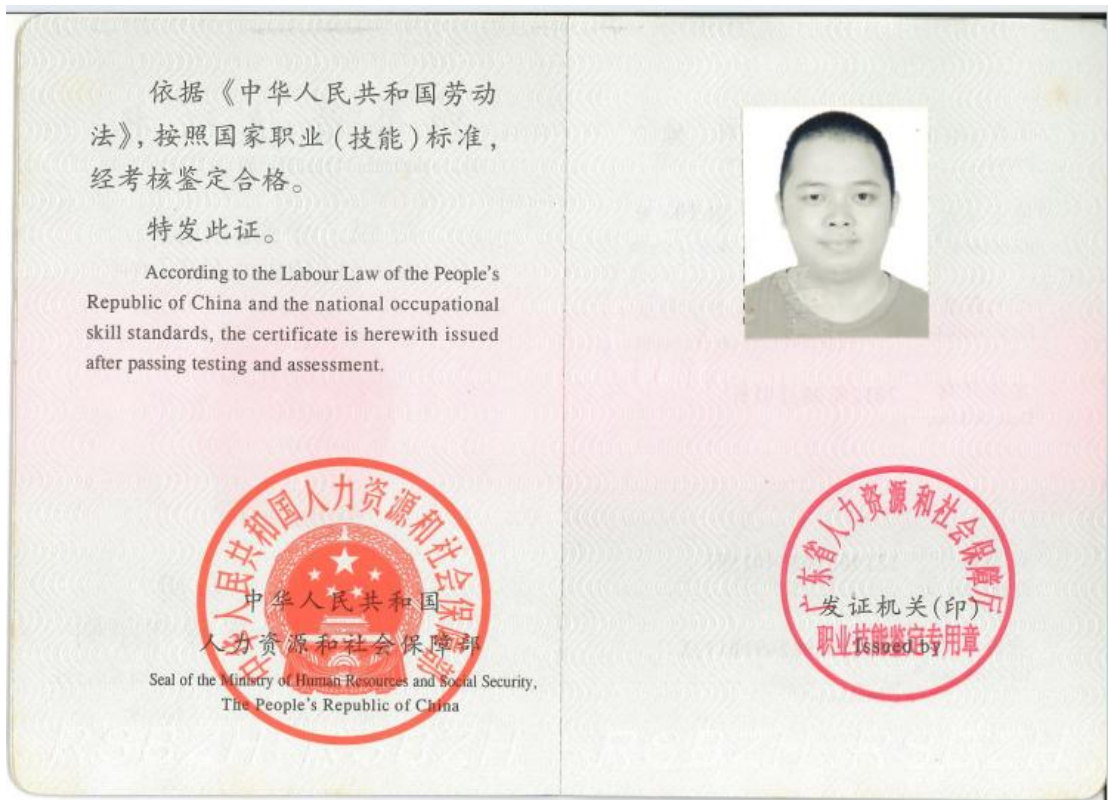 依据《中华人民共和国劳动
法》,按照国家职业(技能)标准,
经考核鉴定合格。
特发此证。
According to the Labour Law of the People's
Republic of China and the national occupational
skill standards, the certificate is herewith issued
after passing testing and assessment.
中华人民共和国人力资源和社会保障部
中华人民共和国
人力资源和社会保障部
Seal of the Ministry of Human Resources and Social Security,
The People's Republic of China
广东省人力资源和社会保障厅
发证机关(印)
职业技能鉴定专用章
Issued by
RSBZH RSBZH RSBZH RSBZH